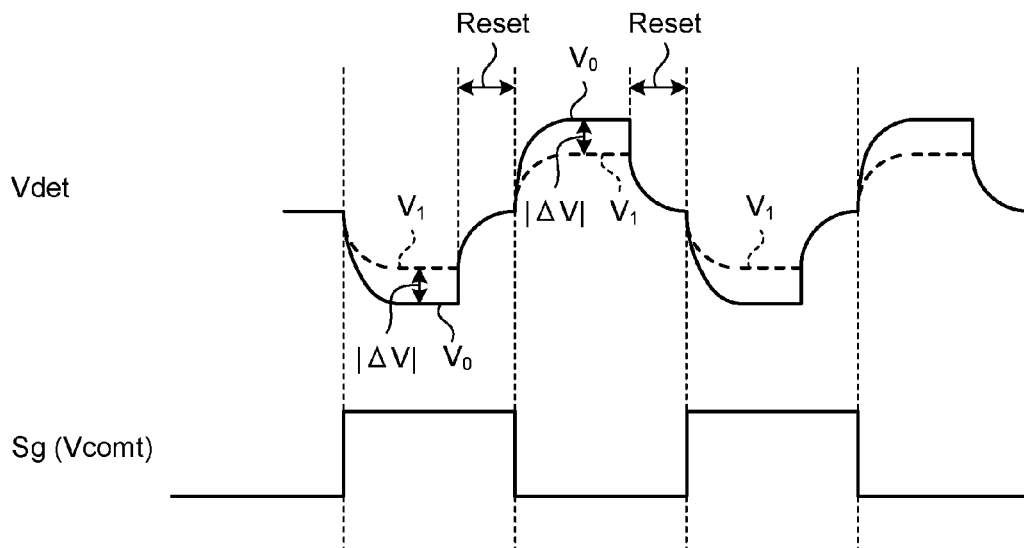 Reset
Reset
V₀
Vdet
V₁
|ΔV|
V₁
V₁
|ΔV|
V₀
Sg (Vcomt)